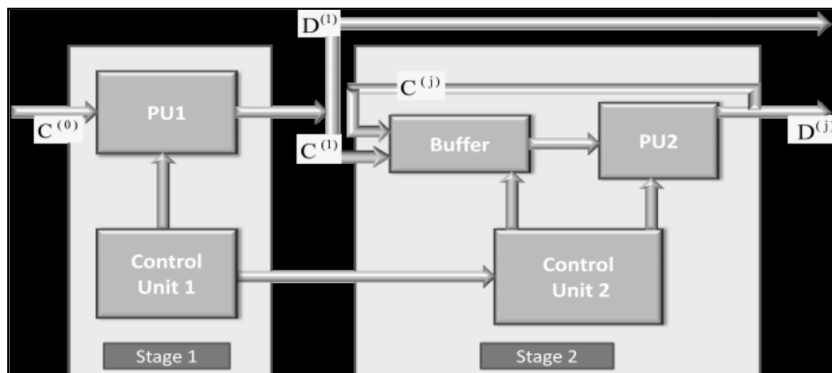 D(1)
C(j)
PU1
C(0)
Buffer
PU2
D(j)
C(1)
Control
Unit 1
Control
Unit 2
Stage 1
Stage 2